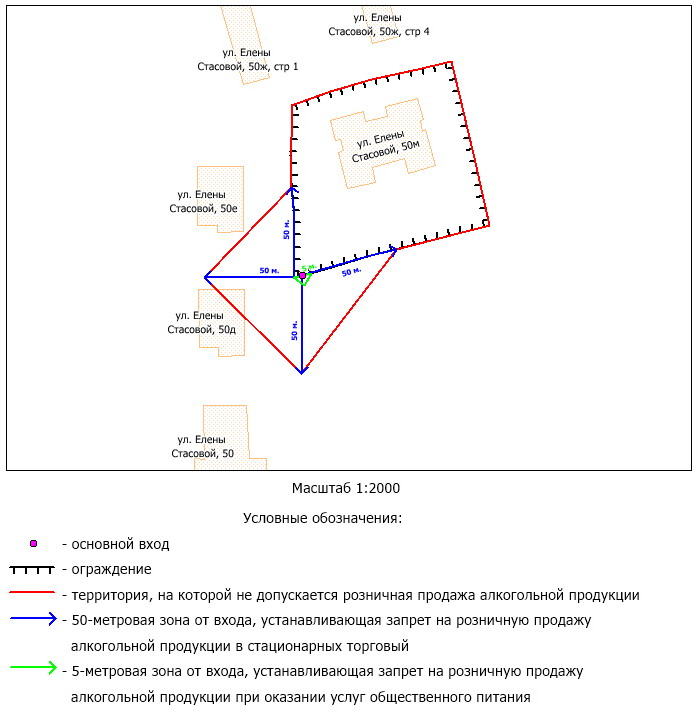 ул. Елены
Стасовой, 50ж, стр 4
ул. Елены
Стасовой, 50ж, стр 1
ул. Елены
Стасовой, 50м
ул. Елены
Стасовой, 50е
50 м.
5 м.
50 м.
50 м.
50 м.
ул. Елены
Стасовой, 50д
ул. Елены
Стасовой, 50
Масштаб 1:2000
Условные обозначения:
- основной вход
- ограждение
- территория, на которой не допускается розничная продажа алкогольной продукции
- 50-метровая зона от входа, устанавливающая запрет на розничную продажу
алкогольной продукции в стационарных торговый
- 5-метровая зона от входа, устанавливающая запрет на розничную продажу
алкогольной продукции при оказании услуг общественного питания